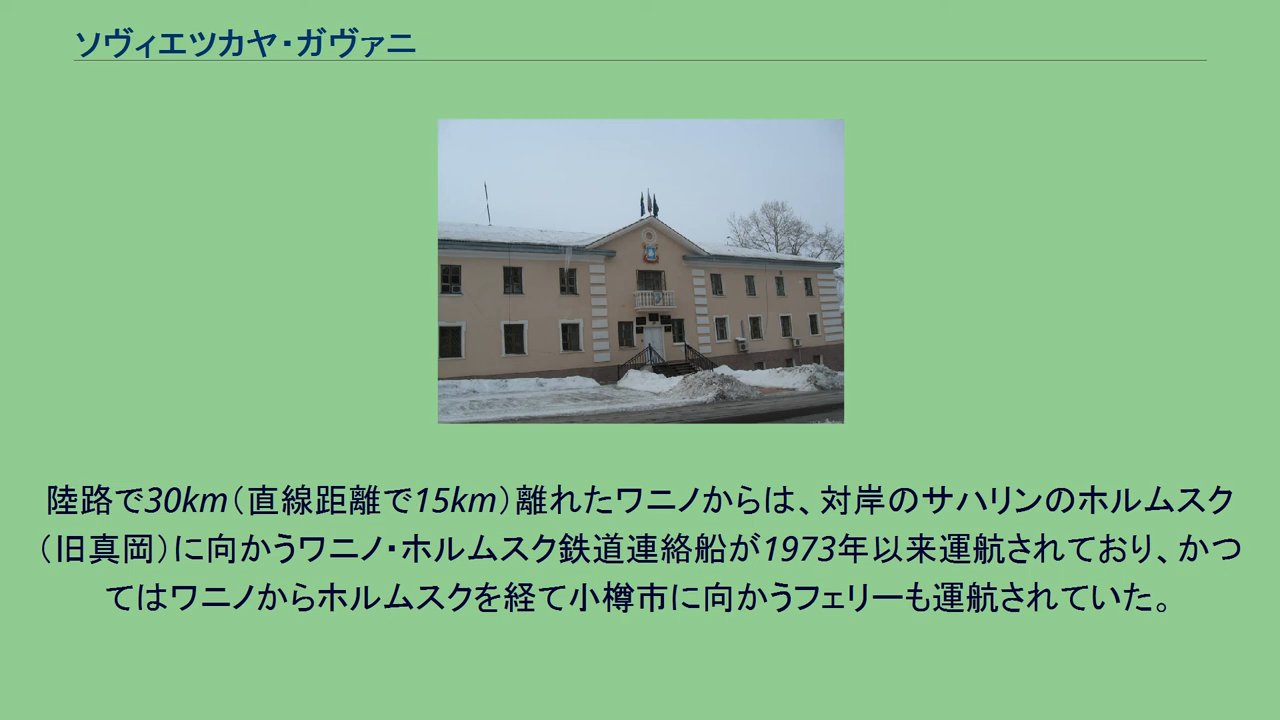 ソヴィエツカヤ・ガヴァニ
陸路で30km（直線距離で15km）離れたワニノからは、対岸のサハリンのホルムスク
（旧真岡）に向かうワニノ・ホルムスク鉄道連絡船が1973年以来運航されており、かつ
てはワニノからホルムスクを経て小樽市に向かうフェリーも運航されていた。